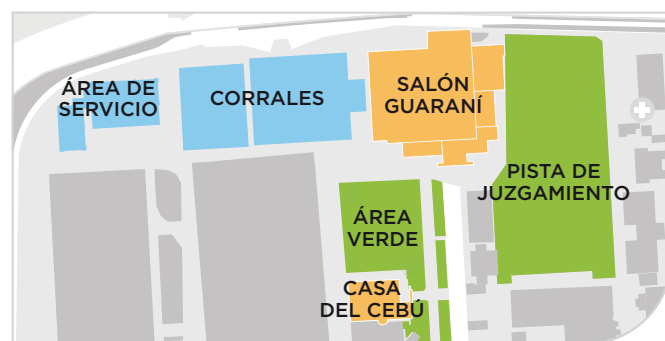 ÁREA DE
SERVICIO
CORRALES
SALÓN
GUARANÍ
PISTA DE
JUZGAMIENTO
ÁREA
VERDE
CASA
DEL CEBÚ